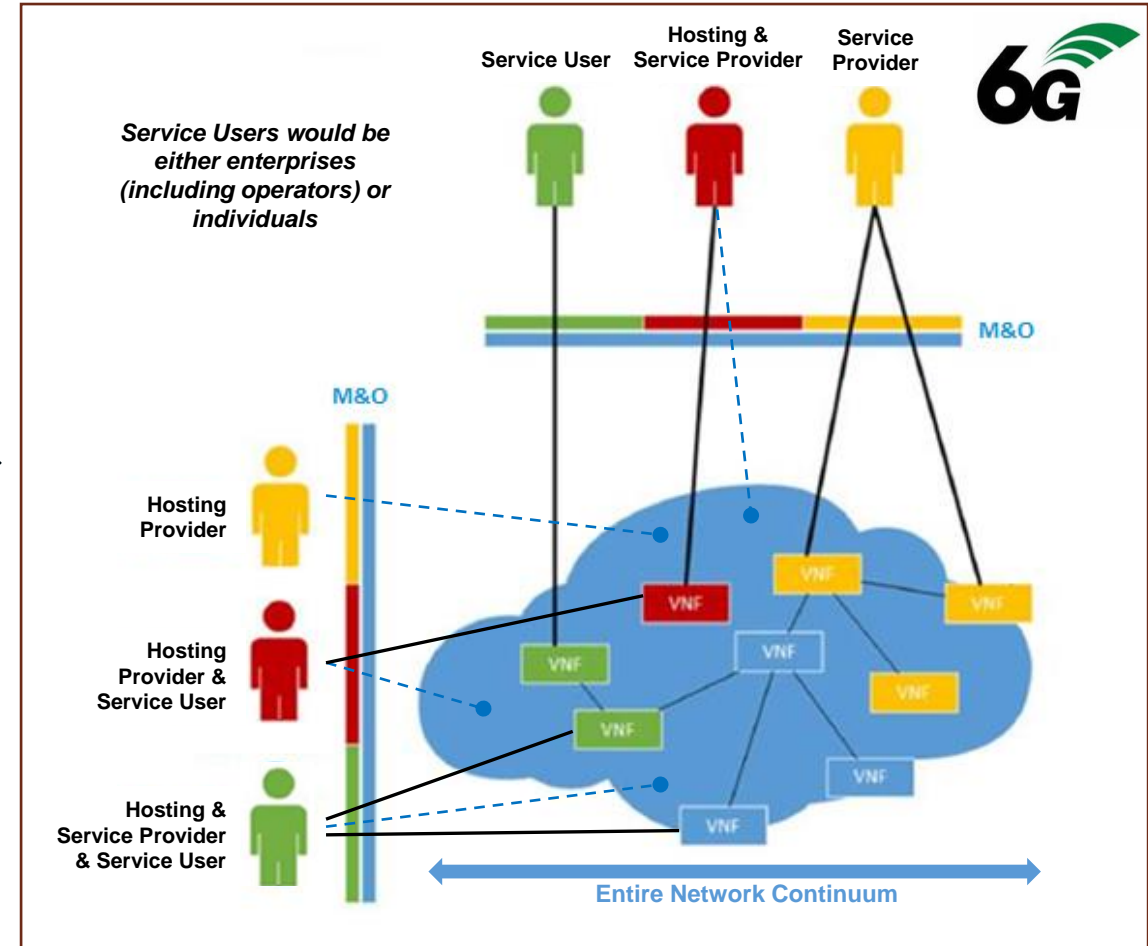 Service User
Hosting &
Service Provider
Service
Provider
6G
Service Users would be
either enterprises
(including operators) or
individuals
M&O
M&O
Hosting
Provider
Hosting
Provider &
Service User
Hosting &
Service Provider
& Service User
VNF
VNF
VNF
VNF
VNF
VNF
VNF
VNF
VNF
Entire Network Continuum